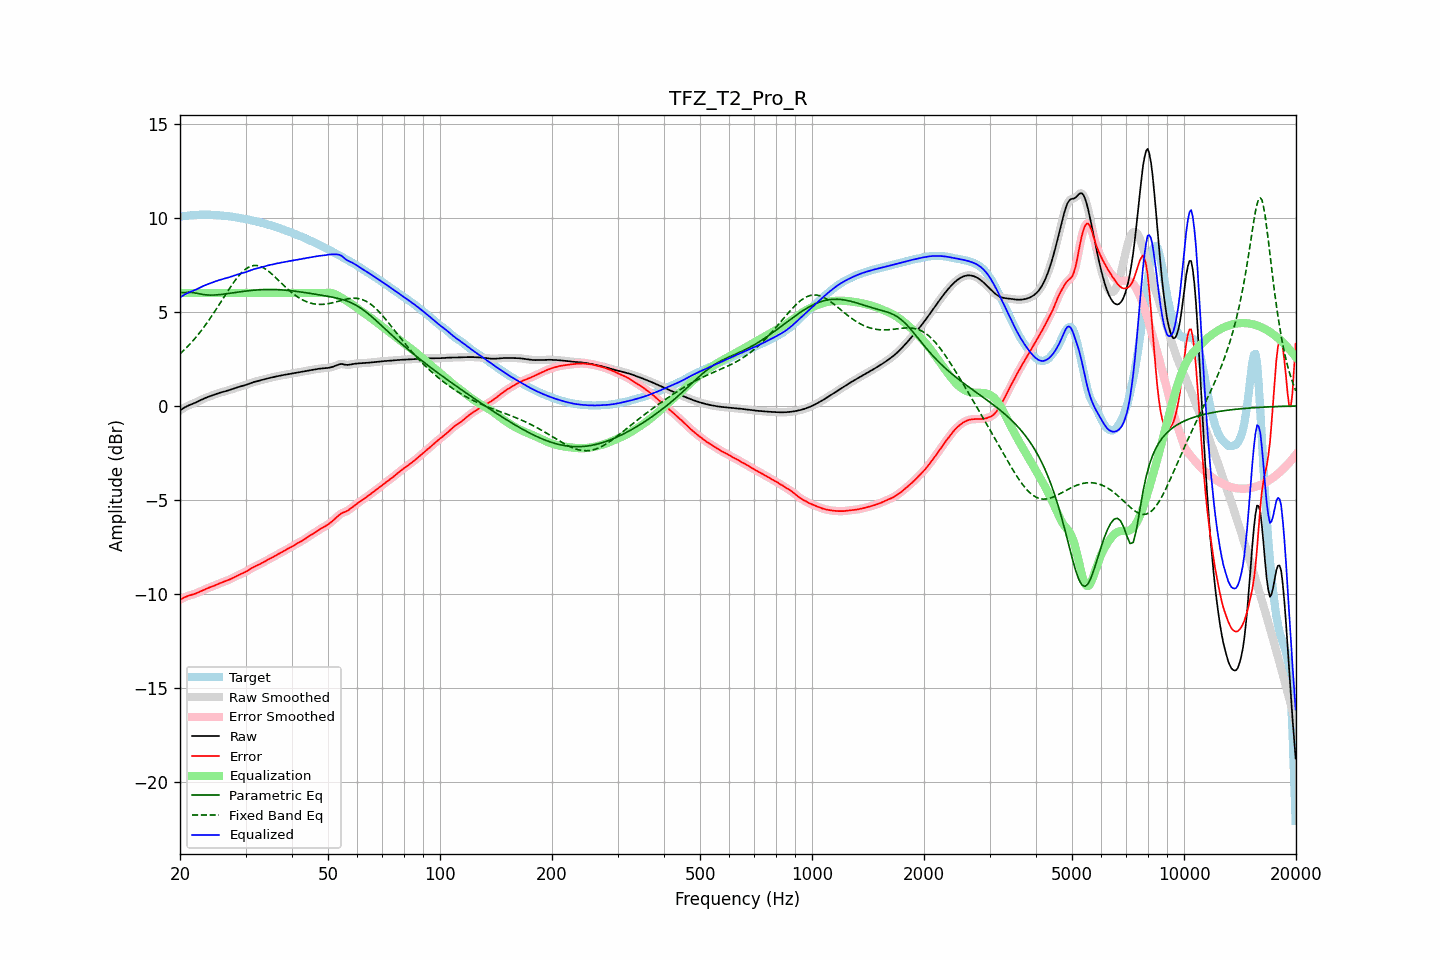 TFZ_T2_Pro_R
15
10
5
0
−5
−10
−15
−20
Amplitude (dBr)
Target
Raw Smoothed
Error Smoothed
Raw
Error
Equalization
Parametric Eq
Fixed Band Eq
Equalized
20 50 100 200 500 1000 2000 5000 10000 20000
Frequency (Hz)